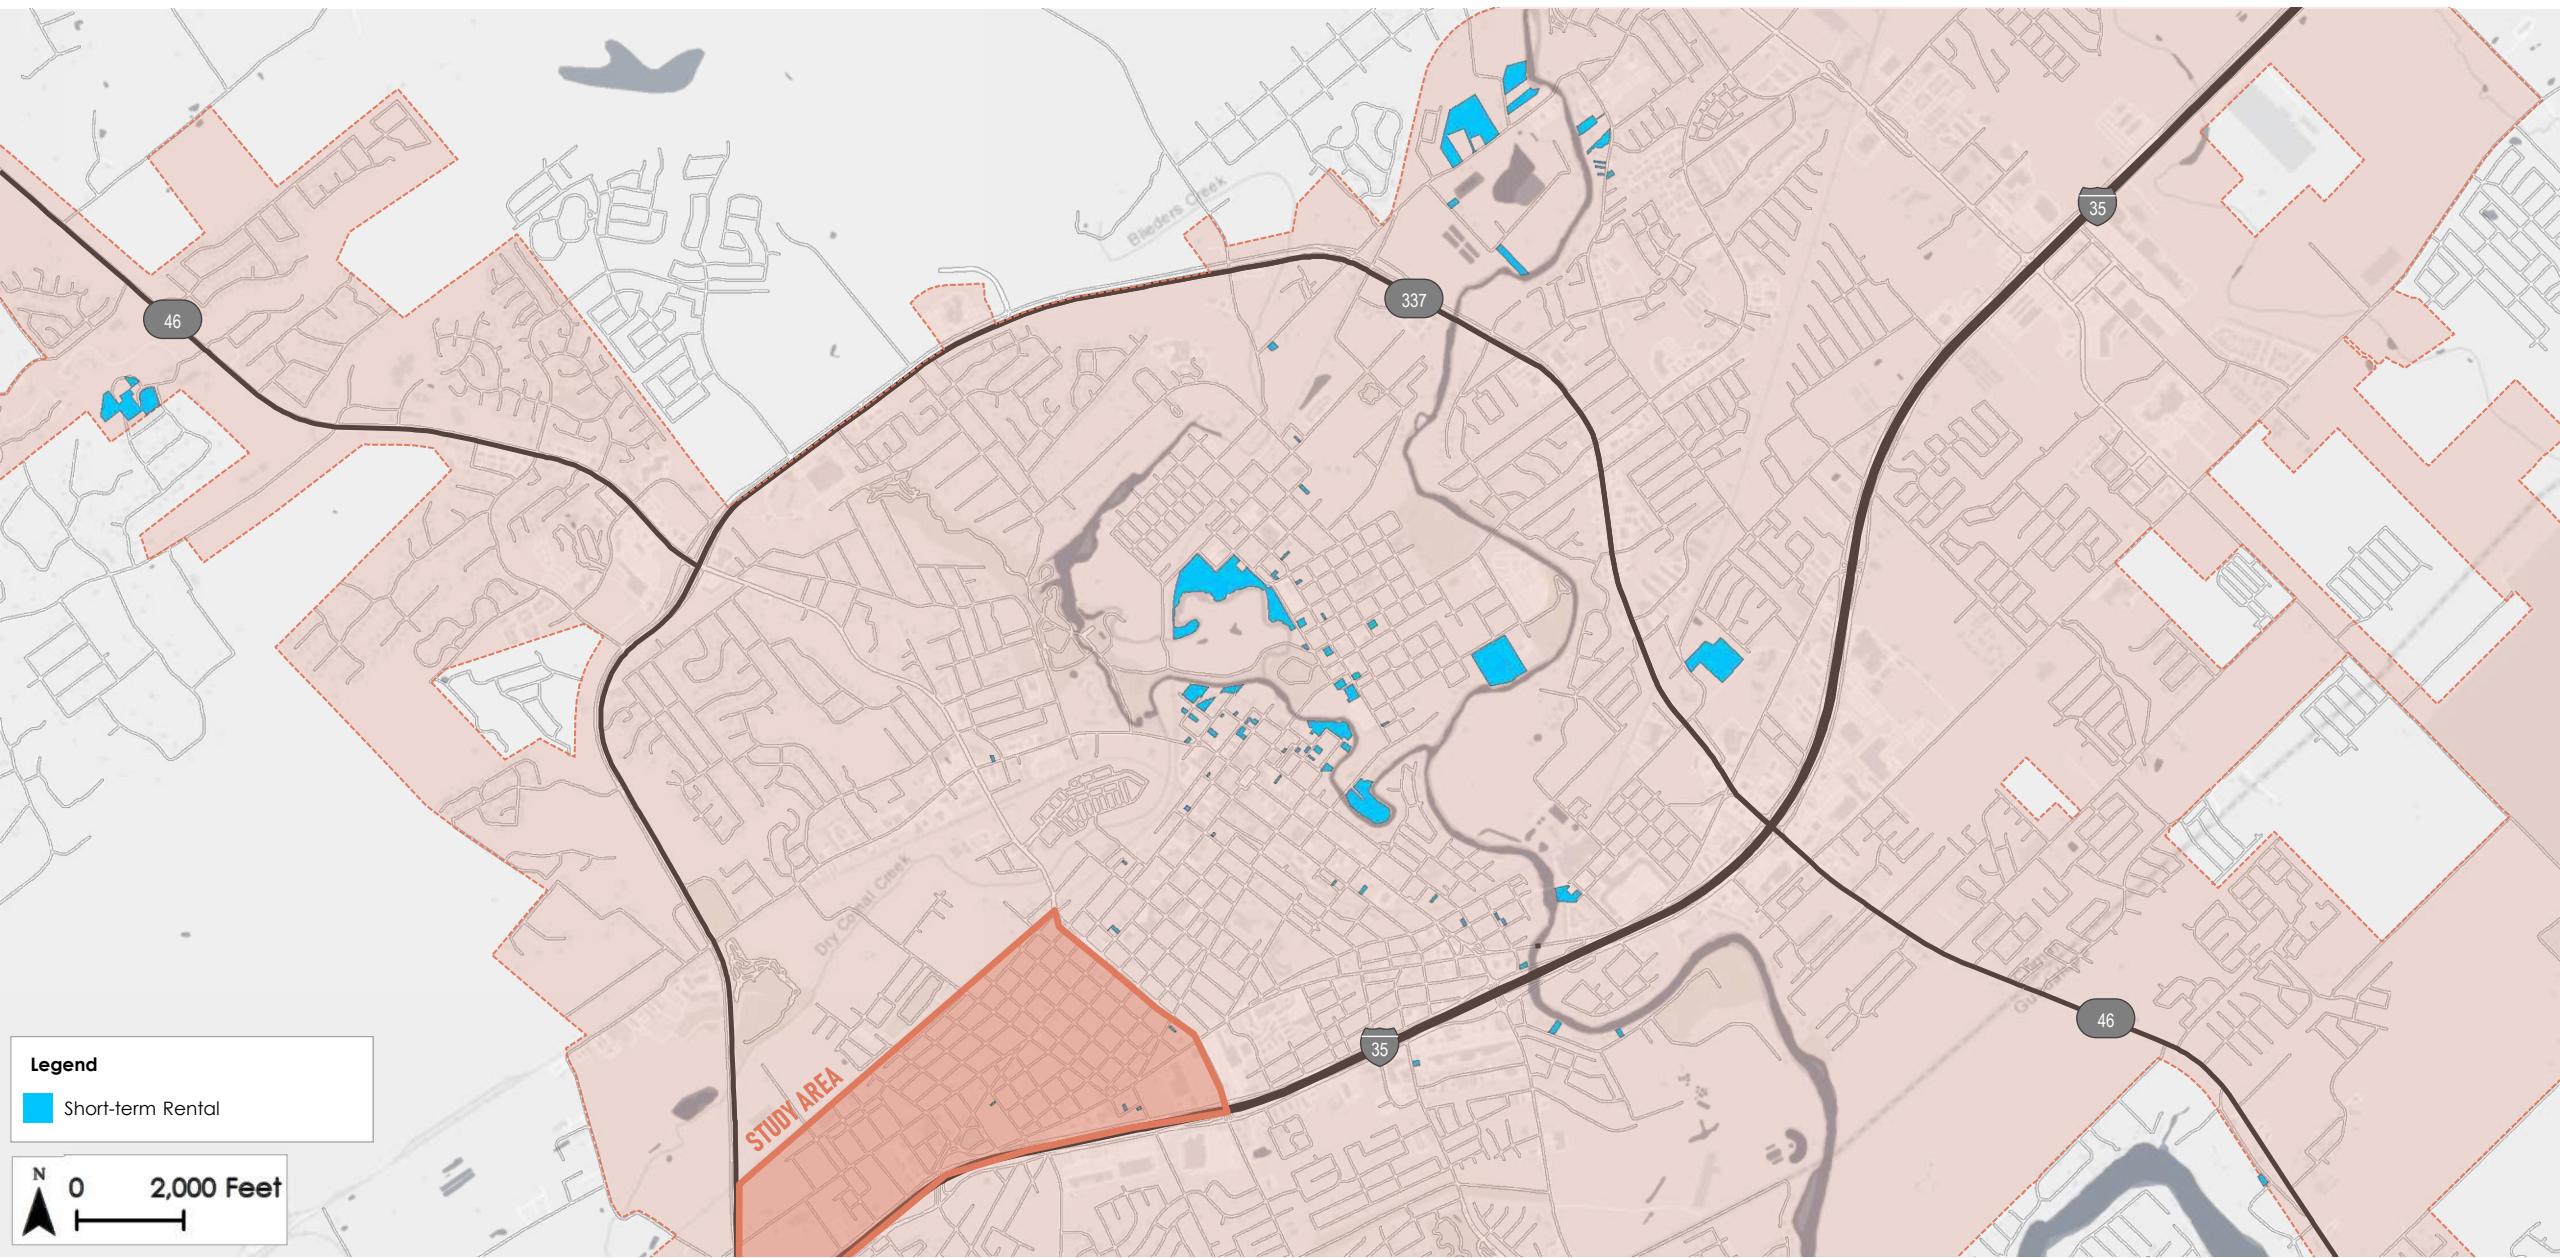 Blieders Creek
35
337
46
Dry Comal Creek
STUDY AREA
35
46
Legend
Short-term Rental
N
0 2,000 Feet